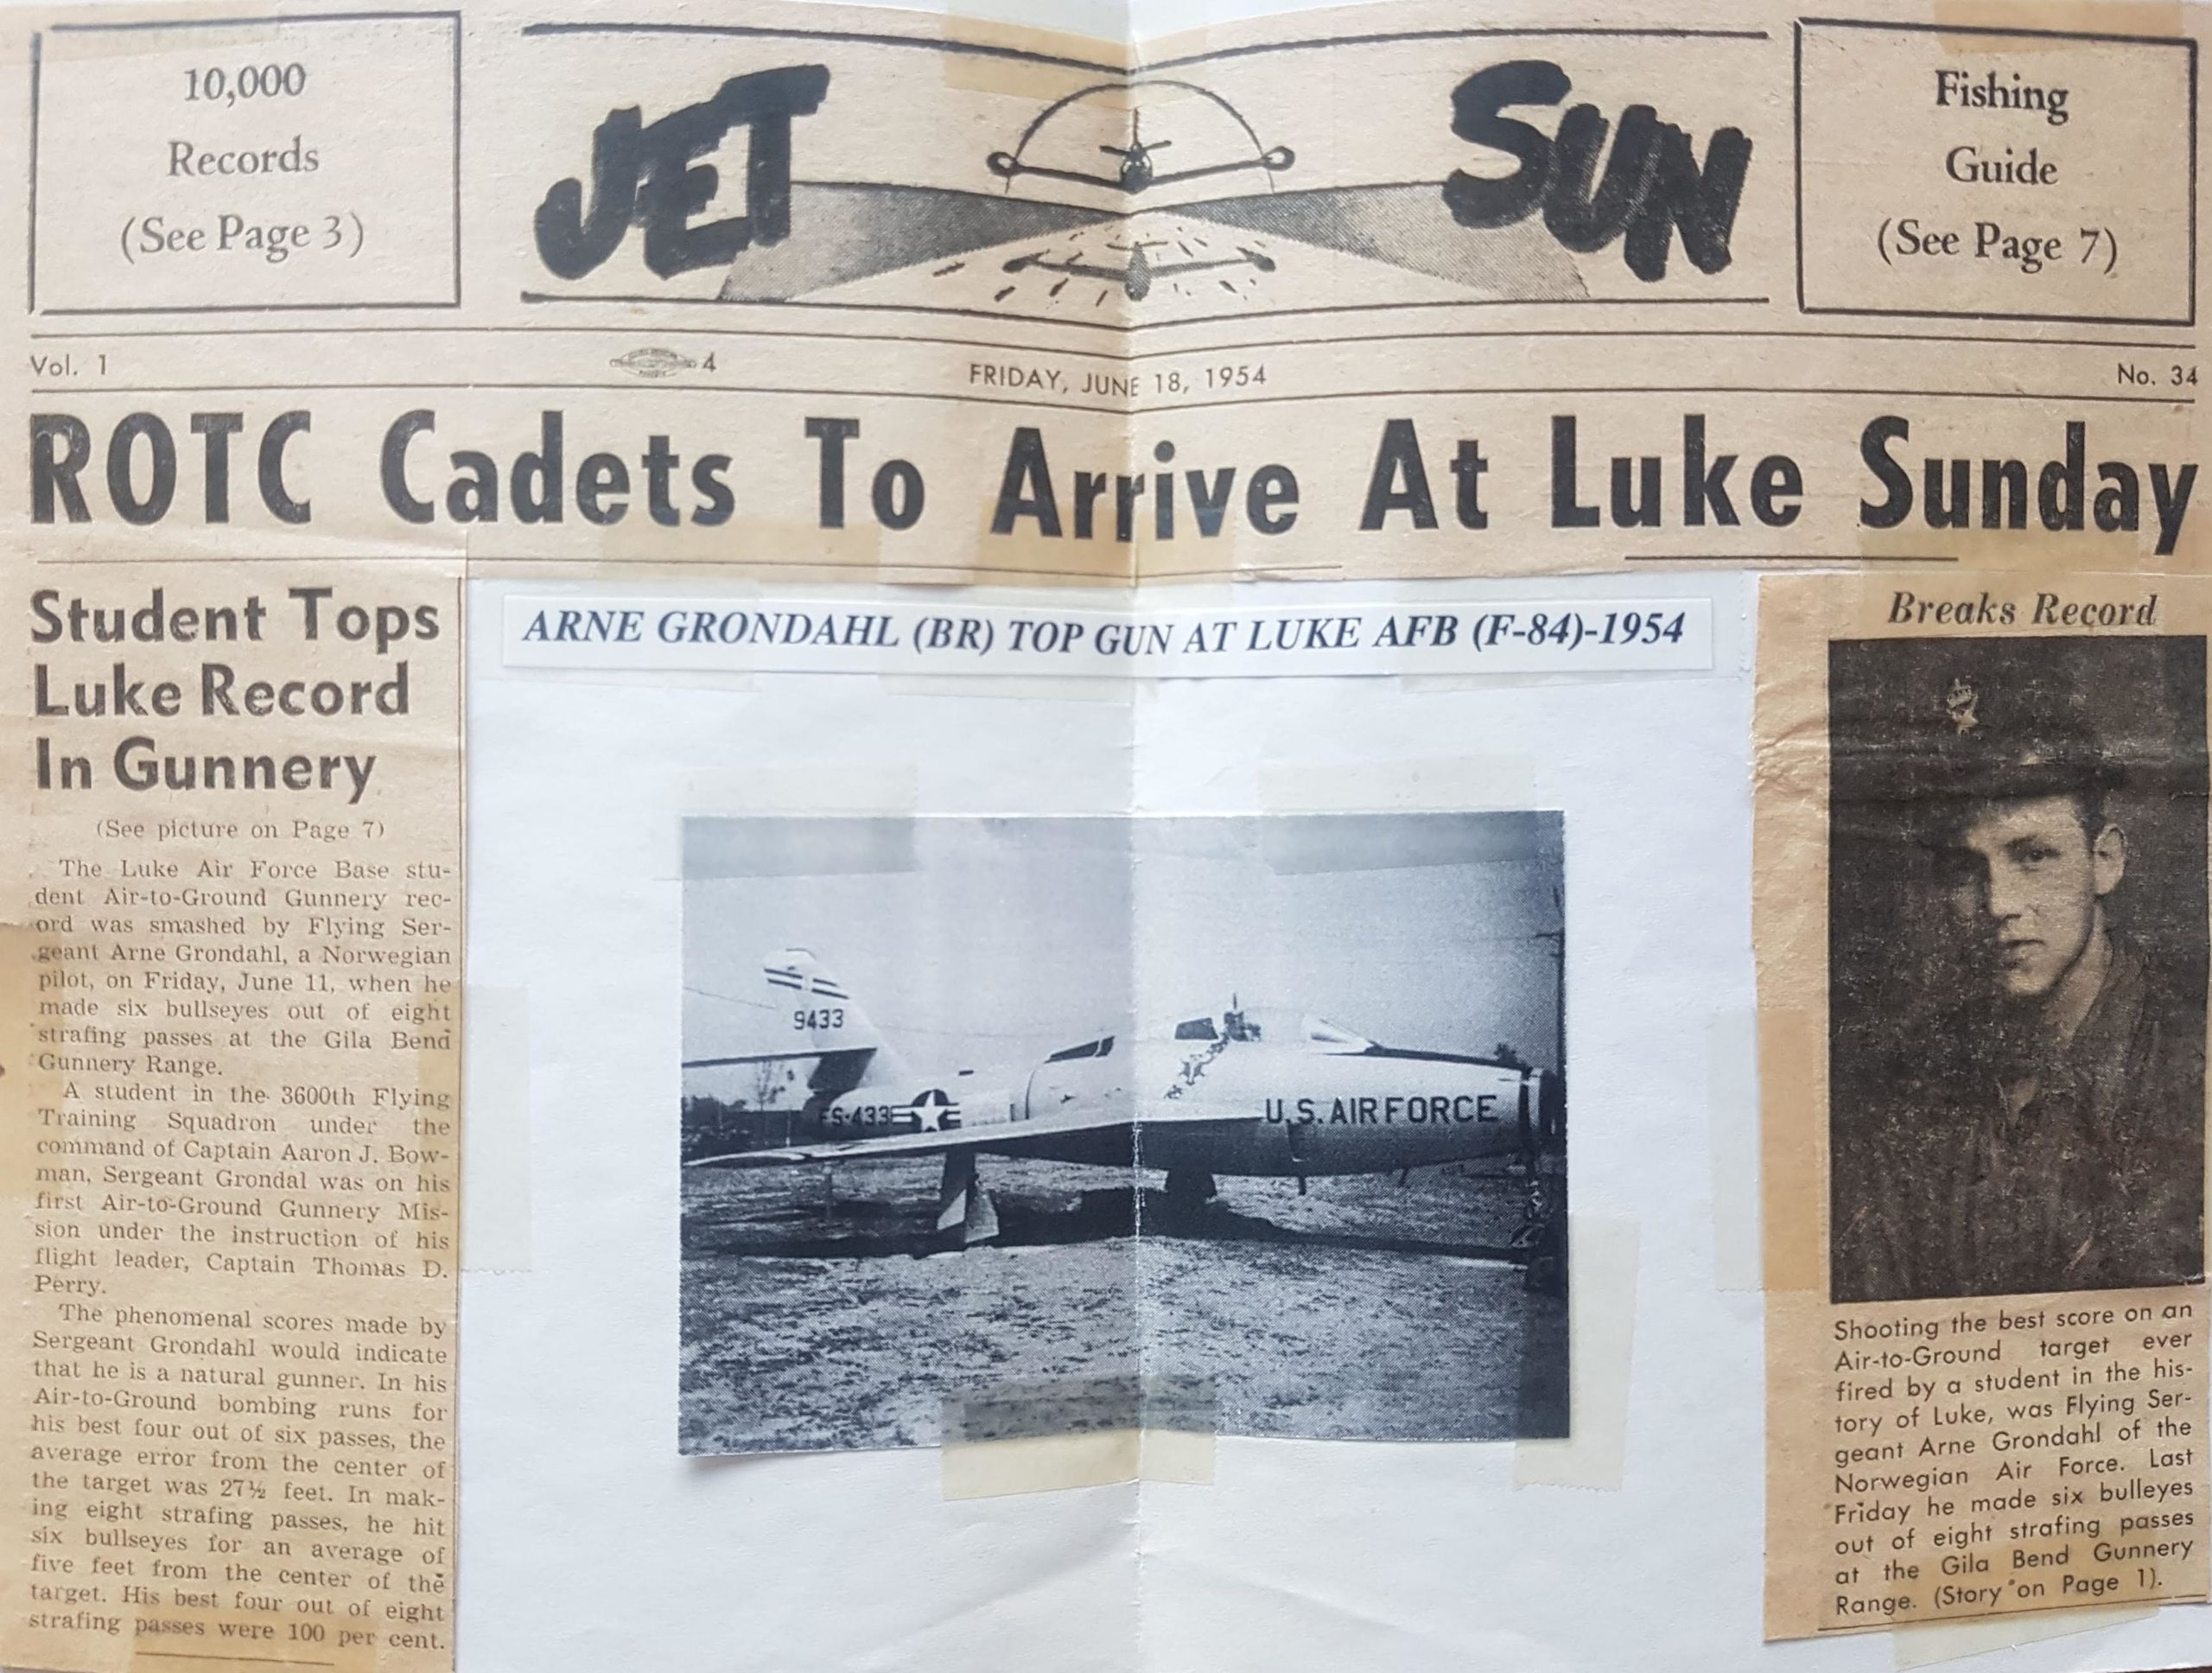 10,000
Records
(See Page 3)
JET SUN
Fishing
Guide
(See Page 7)
Vol. 1
4
FRIDAY, JUNE 18, 1954
No. 34
ROTC Cadets To Arrive At Luke Sunday
Student Tops
Luke Record
In Gunnery
(See picture on Page 7)
The Luke Air Force Base stu-
dent Air-to-Ground Gunnery rec-
ord was smashed by Flying Ser-
geant Arne Grondahl, a Norwegian
pilot, on Friday, June 11, when he
made six bullseyes out of eight
strafing passes at the Gila Bend
Gunnery Range.
A student in the 3600th Flying
Training Squadron under the
command of Captain Aaron J. Bow-
man, Sergeant Grondal was on his
first Air-to-Ground Gunnery Mis-
sion under the instruction of his
flight leader, Captain Thomas D.
Perry.
The phenomenal scores made by
Sergeant Grondahl would indicate
that he is a natural gunner. In his
Air-to-Ground bombing runs for
his best four out of six passes, the
average error from the center of
the target was 27½ feet. In mak-
ing eight strafing passes, he hit
six bullseyes for an average of
five feet from the center of the
target. His best four out of eight
strafing passes were 100 per cent.
ARNE GRONDAHL (BR) TOP GUN AT LUKE AFB (F-84)-1954
9433
FS-433
U.S. AIR FORCE
Breaks Record
Shooting the best score on an
Air-to-Ground target ever
fired by a student in the his-
tory of Luke, was Flying Ser-
geant Arne Grondahl of the
Norwegian Air Force. Last
Friday he made six bulleyes
out of eight strafing passes
at the Gila Bend Gunnery
Range. (Story on Page 1).